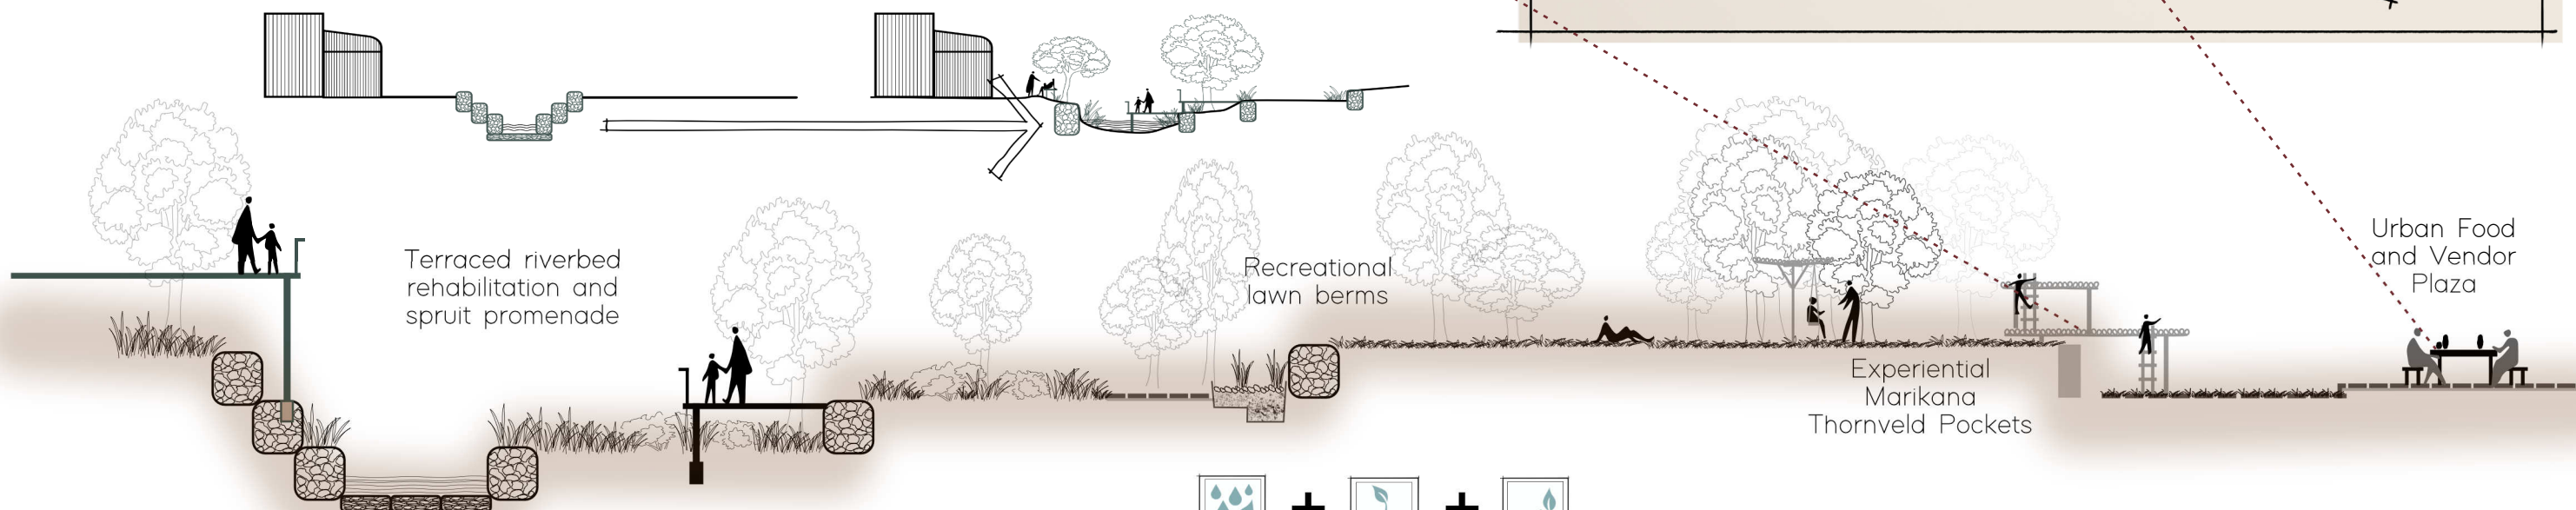 Terraced riverbed
rehabilitation and
spruit promenade
Recreational
lawn berms
Experiential
Marikana
Thornveld Pockets
Urban Food
and Vendor
Plaza
+ +